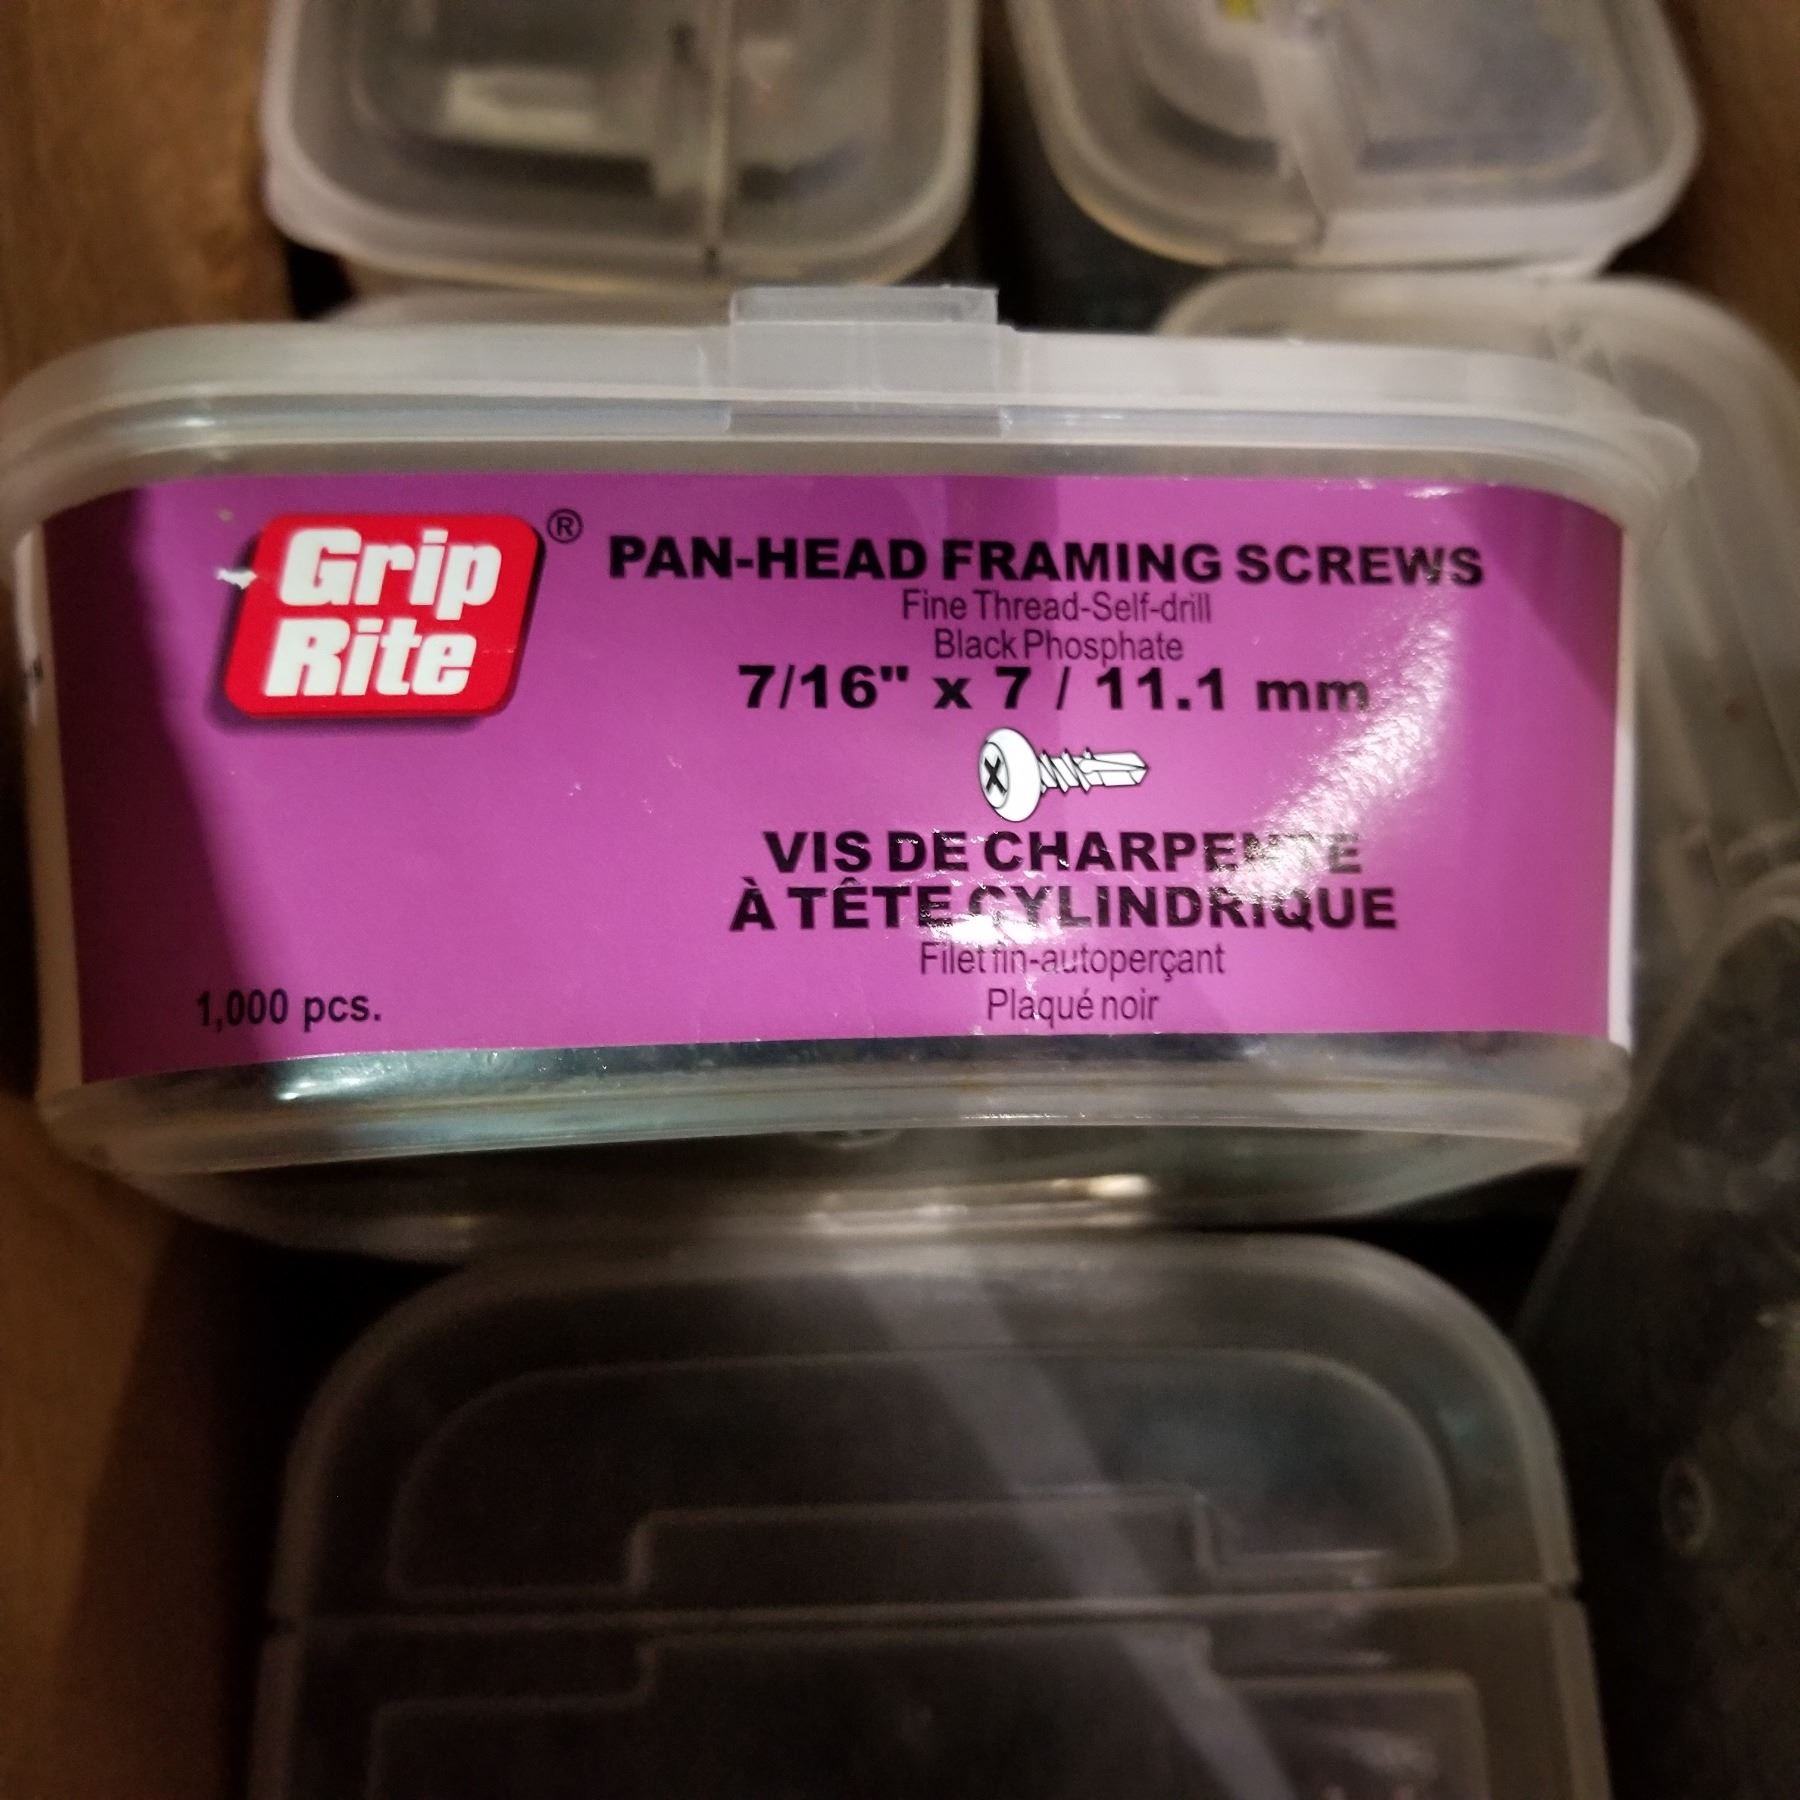 Grip
Rite
®
PAN-HEAD FRAMING SCREWS
Fine Thread-Self-drill
Black Phosphate
7/16" x 7 / 11.1 mm
VIS DE CHARPENTE
À TÊTE CYLINDRIQUE
Filet fin-autoperçant
Plaqué noir
1,000 pcs.